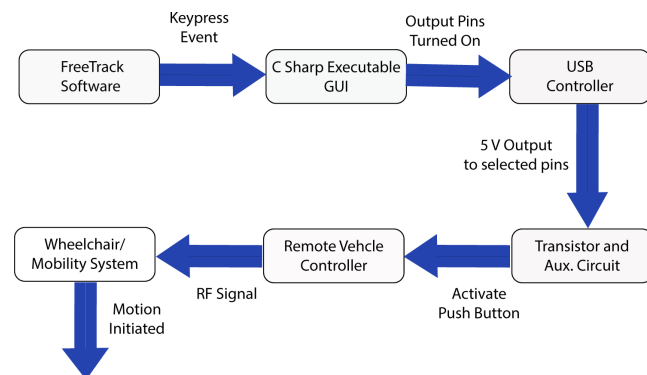 Keypress
Event
Output Pins
Turned On
FreeTrack
Software
C Sharp Executable
GUI
USB
Controller
5 V Output
to selected pins
Transistor and
Aux. Circuit
Activate
Push Button
Remote Vehcle
Controller
RF Signal
Wheelchair/
Mobility System
Motion
Initiated